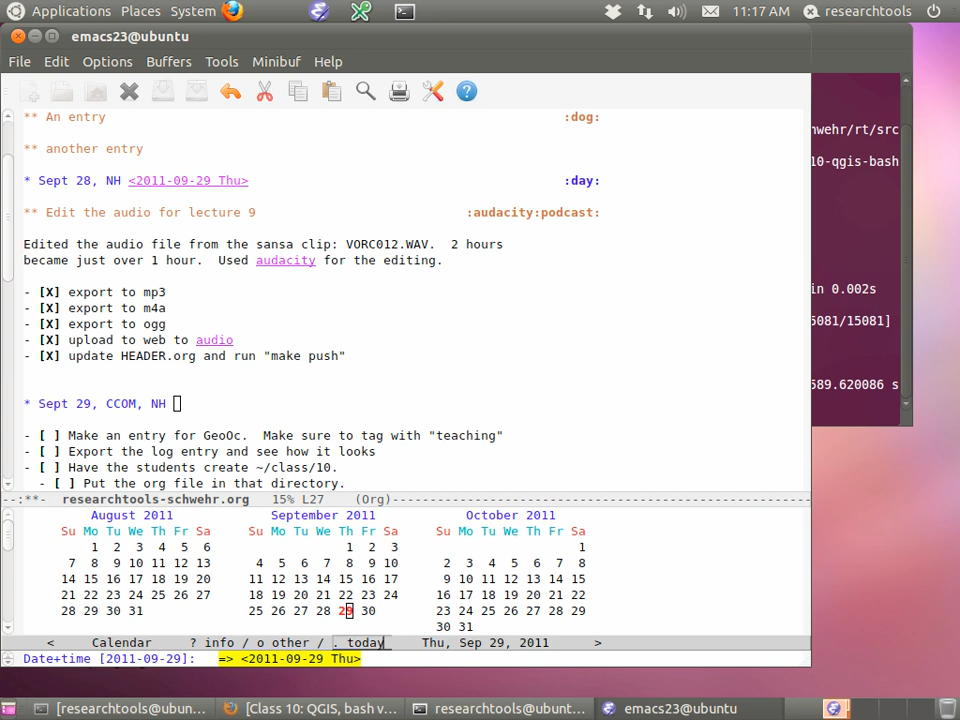 Applications Places System 11:17 AM researchtools
emacs23@ubuntu
File Edit Options Buffers Tools Minibuf Help
** An entry :dog:
** another entry
* Sept 28, NH <2011-09-29 Thu> :day:
** Edit the audio for lecture 9 :audacity:podcast:
Edited the audio file from the sansa clip: VORC012.WAV. 2 hours
became just over 1 hour. Used audacity for the editing.
- [X] export to mp3
- [X] export to m4a
- [X] export to ogg
- [X] upload to web to audio
- [X] update HEADER.org and run "make push"
* Sept 29, CCOM, NH
- [ ] Make an entry for GeoOc. Make sure to tag with "teaching"
- [ ] Export the log entry and see how it looks
- [ ] Have the students create ~/class/10.
- [ ] Put the org file in that directory.
hwehr/rt/src
10-qgis-bash
in 0.002s
5081/15081]
589.620086 s
--:**- researchtools-schwehr.org 15% L27 (Org)
August 2011 September 2011 October 2011
Su Mo Tu We Th Fr Sa Su Mo Tu We Th Fr Sa Su Mo Tu We Th Fr Sa
1 2 3 4 5 6 1 2 3 1
7 8 9 10 11 12 13 4 5 6 7 8 9 10 2 3 4 5 6 7 8
14 15 16 17 18 19 20 11 12 13 14 15 16 17 9 10 11 12 13 14 15
21 22 23 24 25 26 27 18 19 20 21 22 23 24 16 17 18 19 20 21 22
28 29 30 31 25 26 27 28 29 30 23 24 25 26 27 28 29
30 31
< Calendar ? info / o other / . today Thu, Sep 29, 2011 >
Date+time [2011-09-29]: => <2011-09-29 Thu>
[researchtools@ubun... [Class 10: QGIS, bash v... researchtools@ubunt... emacs23@ubuntu